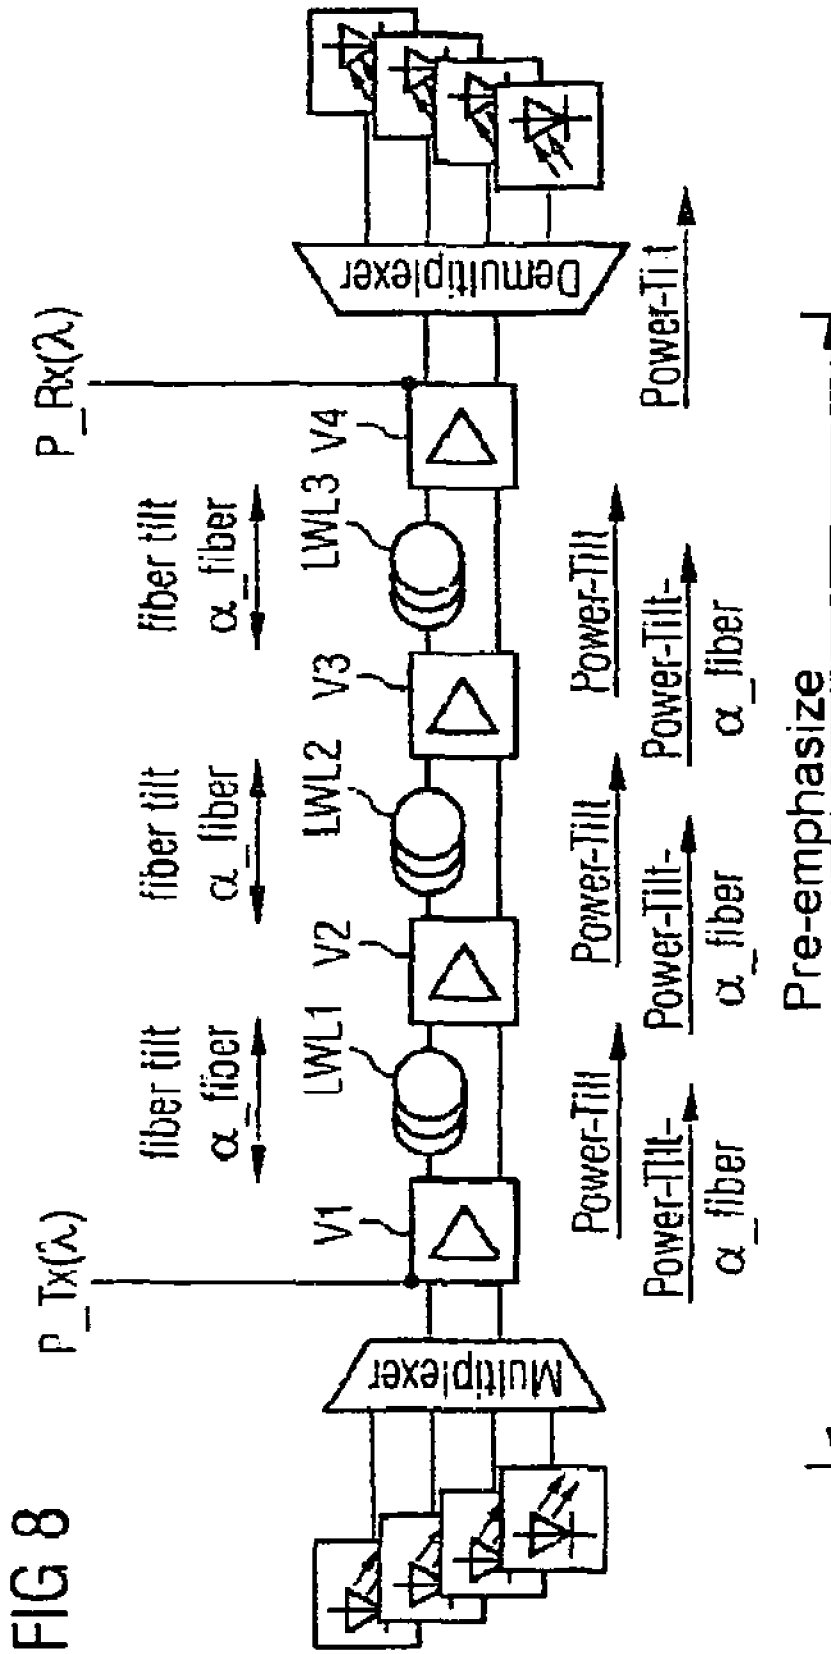 FIG 8
P_Tx(λ)
P_Rx(λ)
fiber tilt
α_fiber
fiber tilt
α_fiber
fiber tilt
α_fiber
V1
LWL1
V2
LWL2
V3
LWL3
V4
Multiplexer
Demultiplexer
Power-Tilt
Power-Tilt
Power-Tilt
Power-Tilt-
α_fiber
Power-Tilt-
α_fiber
Power-Tilt-
α_fiber
Power-Tilt
Pre-emphasize